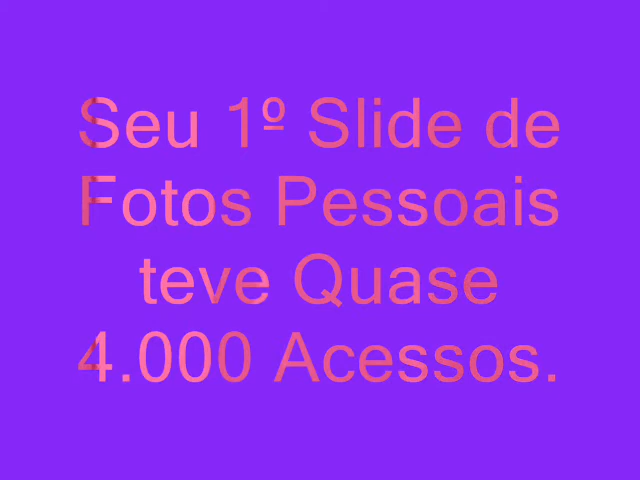 Seu 1º Slide de
Fotos Pessoais
teve Quase
4.000 Acessos.